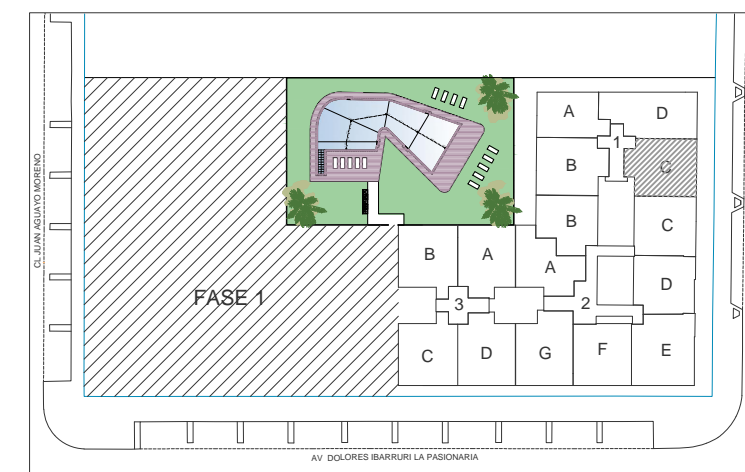 CL JUAN AGUAYO MORENO
A
D
1
B
C
B
C
B
A
A
D
FASE 1
3
2
C
D
G
F
E
AV DOLORES IBARRURI LA PASIONARIA